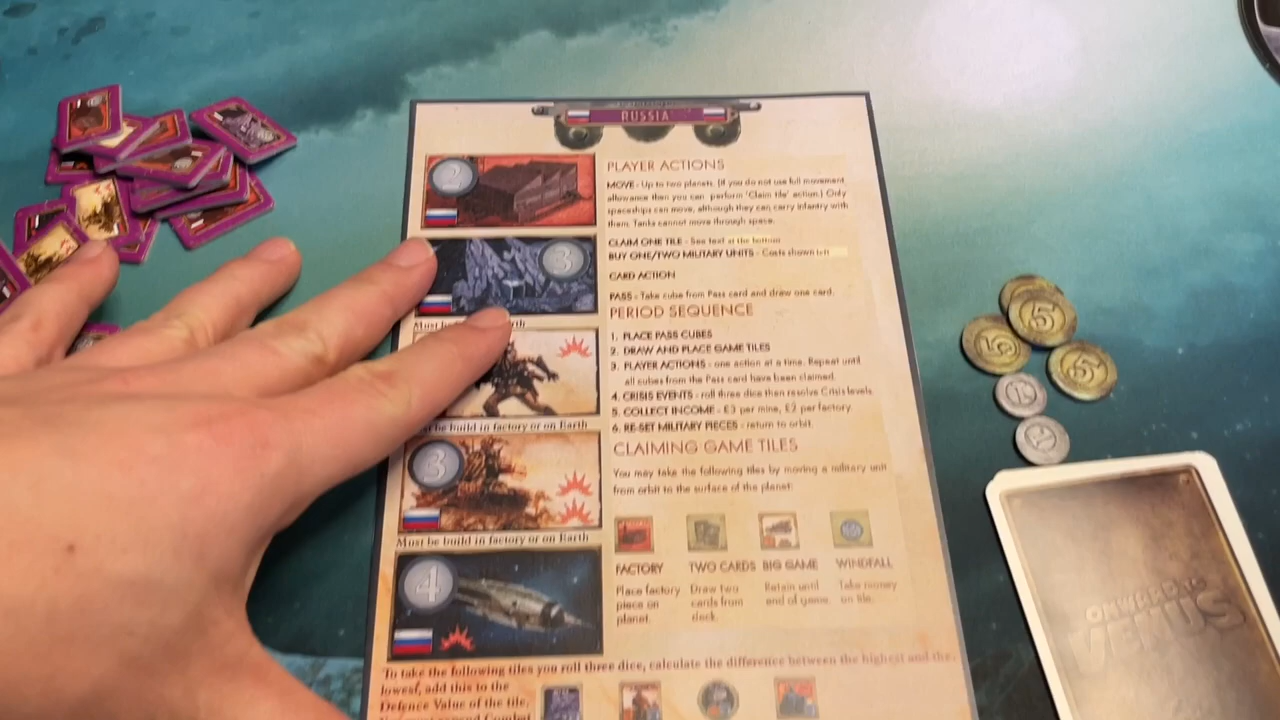 RUSSIA
2
PLAYER ACTIONS
MOVE - Up to two planets. (If you do not use full movement
allowance then you can perform 'Claim tile' action.) Only
spaceships can move, although they can carry infantry with
them. Tanks cannot move through space.
3
CLAIM ONE TILE - See text at the bottom
BUY ONE/TWO MILITARY UNITS - Costs shown left
CARD ACTION
PASS - Take cube from Pass card and draw one card.
Must be
PERIOD SEQUENCE
1. PLACE PASS CUBES
2. DRAW AND PLACE GAME TILES
3. PLAYER ACTIONS - one action at a time. Repeat until
all cubes from the Pass card have been claimed.
4. CRISIS EVENTS - roll three dice then resolve Crisis levels.
5. COLLECT INCOME - £3 per mine, £2 per factory.
6. RE-SET MILITARY PIECES - return to orbit.
be build in factory or on Earth
3
Must be build in factory or on Earth
4
CLAIMING GAME TILES
You may take the following tiles by moving a military unit
from orbit to the surface of the planet:
FACTORY
Place factory
piece on
planet.
TWO CARDS
Draw two
cards from
deck.
BIG GAME
Retain until
end of game.
WINDFALL
Take money
on tile.
To take the following tiles you roll three dice, calculate the difference between the highest and the
lowest, add this to the
Defence Value of the tile.
5
5
5
1
ONWARD TO
VENUS